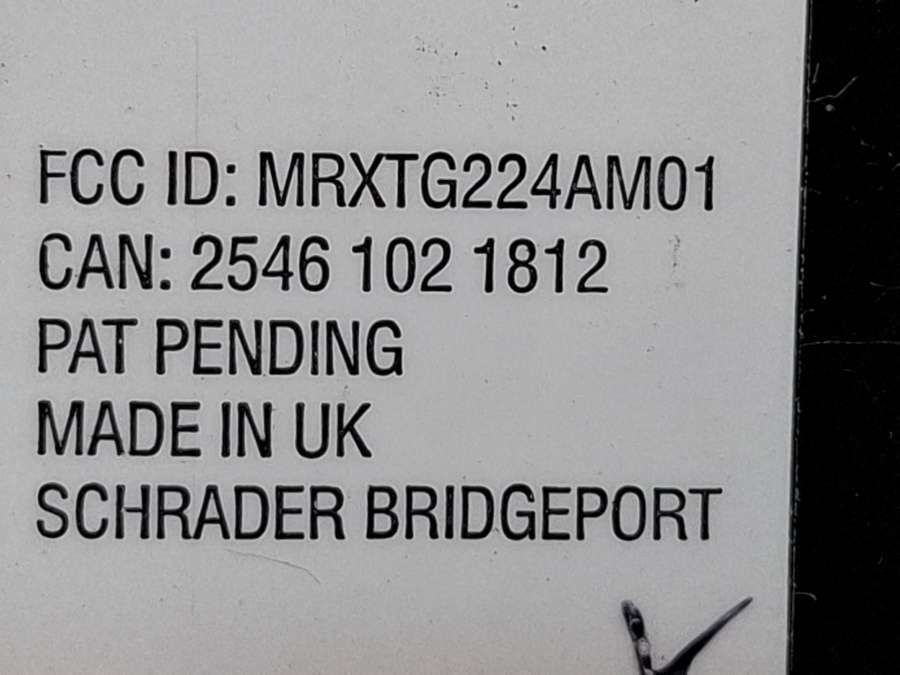 FCC ID: MRXTG224AM01
CAN: 2546 102 1812
PAT PENDING
MADE IN UK
SCHRADER BRIDGEPORT